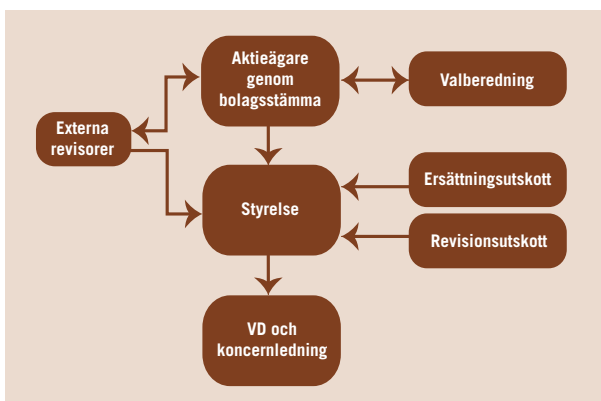 Aktieägare
genom
bolagsstämma
Valberedning
Externa
revisorer
Ersättningsutskott
Styrelse
Revisionsutskott
VD och
koncernledning